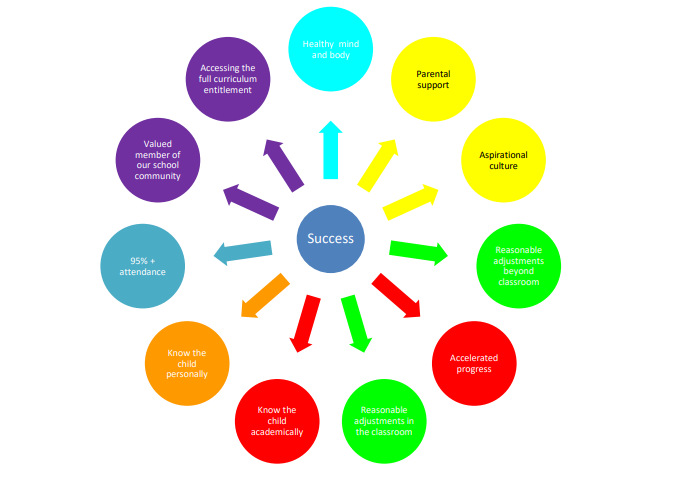 Healthy mind
and body
Parental
support
Aspirational
culture
Reasonable
adjustments
beyond
classroom
Accelerated
progress
Reasonable
adjustments in
the classroom
Know the
child
academically
Know the
child
personally
95% +
attendance
Valued
member of
our school
community
Accessing the
full curriculum
entitlement
Success